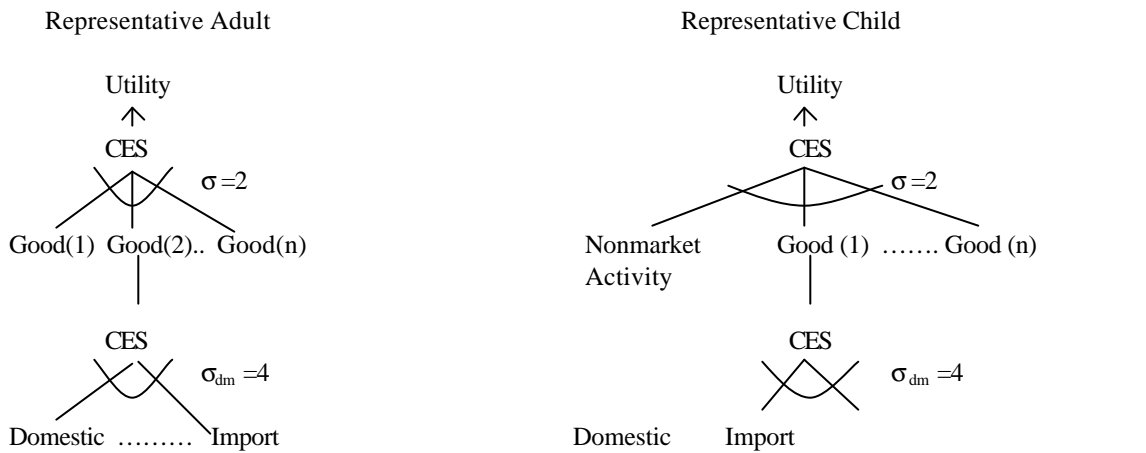 Representative Adult
Utility
CES
σ =2
Good(1) Good(2).. Good(n)
CES
σdm =4
Domestic ……… Import
Representative Child
Utility
CES
σ =2
Nonmarket
Activity
Good (1) ……. Good (n)
CES
σdm =4
Domestic Import